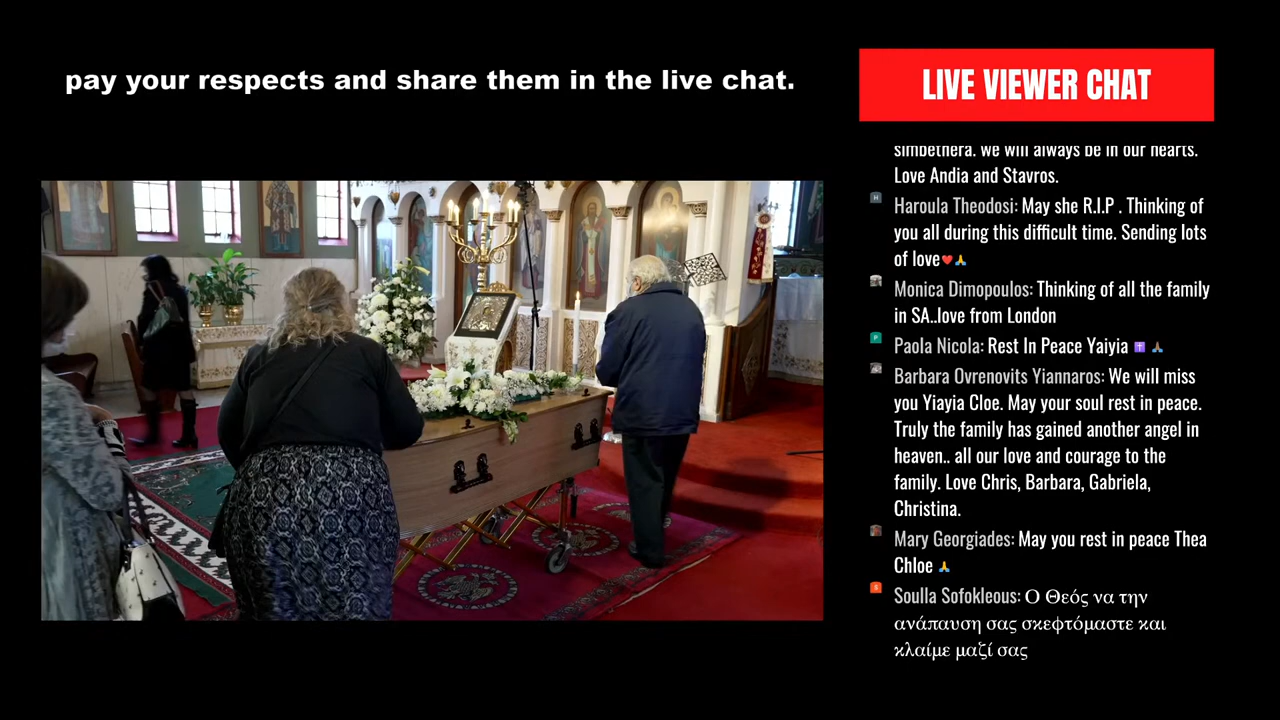 pay your respects and share them in the live chat.
LIVE VIEWER CHAT
simbethera. we will always be in our hearts.
Love Andia and Stavros.
H
Haroula Theodosi: May she R.I.P . Thinking of
you all during this difficult time. Sending lots
of love❤️🙏
Monica Dimopoulos: Thinking of all the family
in SA..love from London
P
Paola Nicola: Rest In Peace Yaiyia ✝️ 🙏🏾
Barbara Ovrenovits Yiannaros: We will miss
you Yiayia Cloe. May your soul rest in peace.
Truly the family has gained another angel in
heaven.. all our love and courage to the
family. Love Chris, Barbara, Gabriela,
Christina.
Mary Georgiades: May you rest in peace Thea
Chloe 🙏
S
Soulla Sofokleous: Ο Θεός να την
ανάπαυση σας σκεφτόμαστε και
κλαίμε μαζί σας